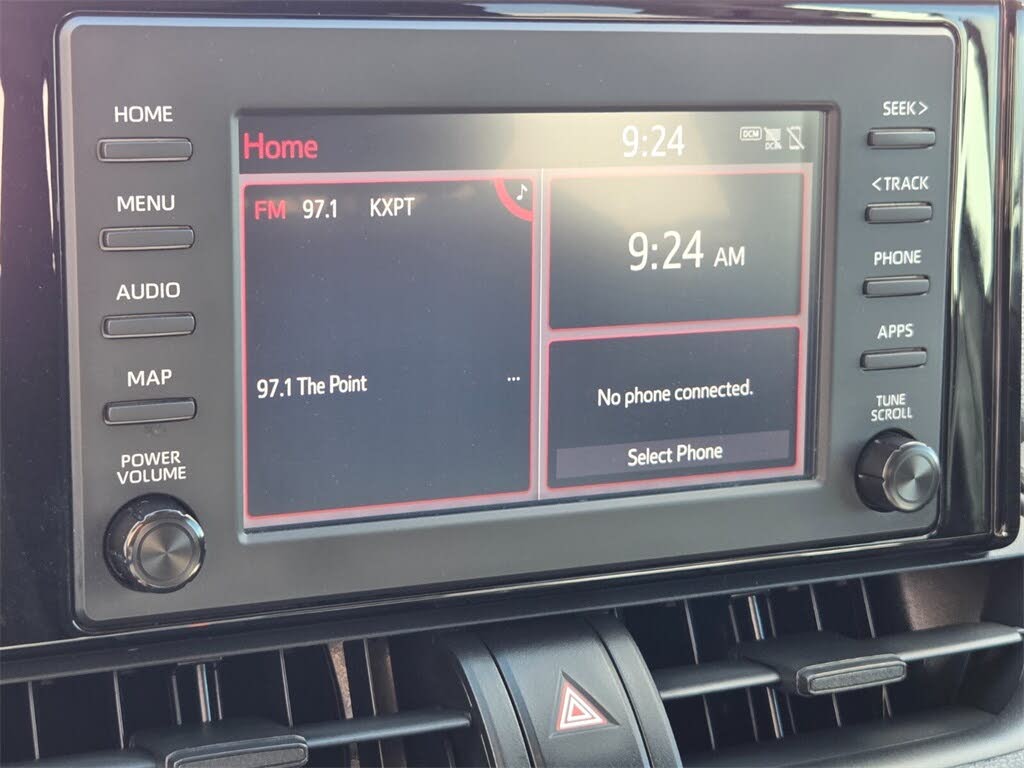 HOME
MENU
AUDIO
MAP
POWER
VOLUME
Home
9:24
DCM
DCM
FM 97.1 KXPT
97.1 The Point
...
9:24 AM
No phone connected.
Select Phone
SEEK>
<TRACK
PHONE
APPS
TUNE
SCROLL